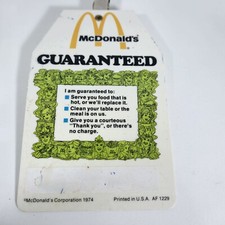 McDonald's
GUARANTEED
I am guaranteed to:
Serve you food that is
hot, or we'll replace it.
Clean your table or the
meal is on us.
Give you a courteous
"Thank you", or there's
no charge.
©McDonald's Corporation 1974
Printed in U.S.A. AF 1229